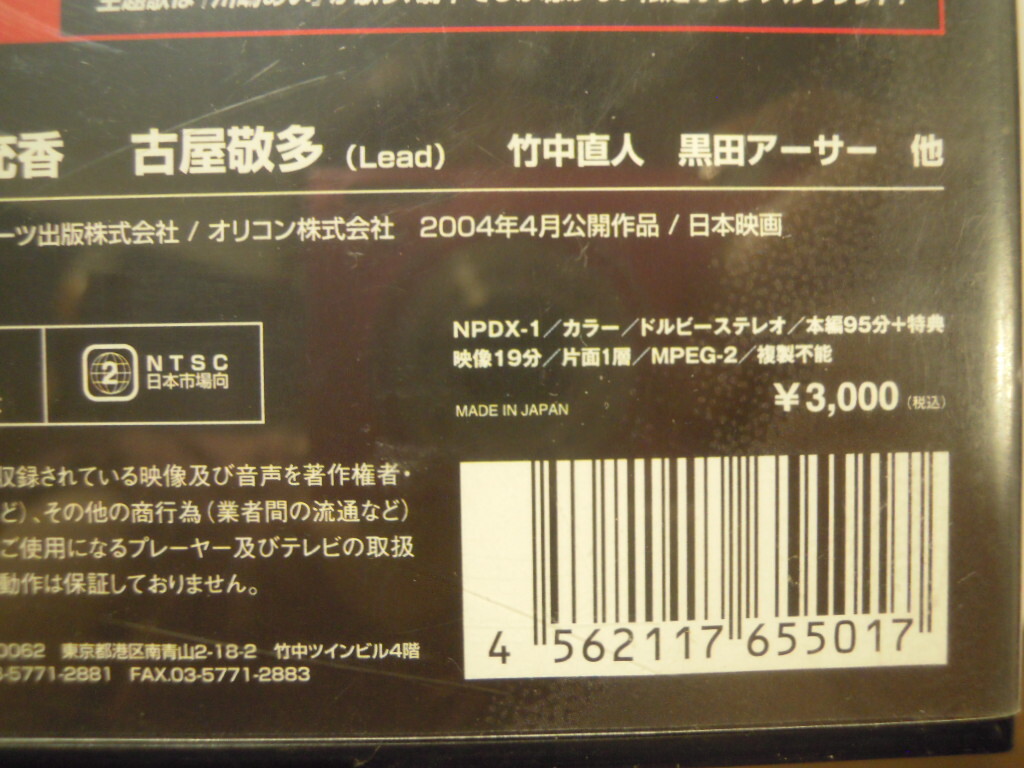 香 古屋敬多 (Lead) 竹中直人 黒田アーサー 他
ーツ出版株式会社 / オリコン株式会社 2004年4月公開作品 / 日本映画
NPDX-1／カラー／ドルビーステレオ／本編95分＋特典
映像19分／片面1層／MPEG-2／複製不能
2 NTSC
日本市場向
MADE IN JAPAN ￥3,000 (税込)
収録されている映像及び音声を著作権者・
ど)、その他の商行為(業者間の流通など)
ご使用になるプレーヤー及びテレビの取扱
動作は保証しておりません。
4 562117 655017
0062 東京都港区南青山2-18-2 竹中ツインビル4階
-5771-2881 FAX.03-5771-2883